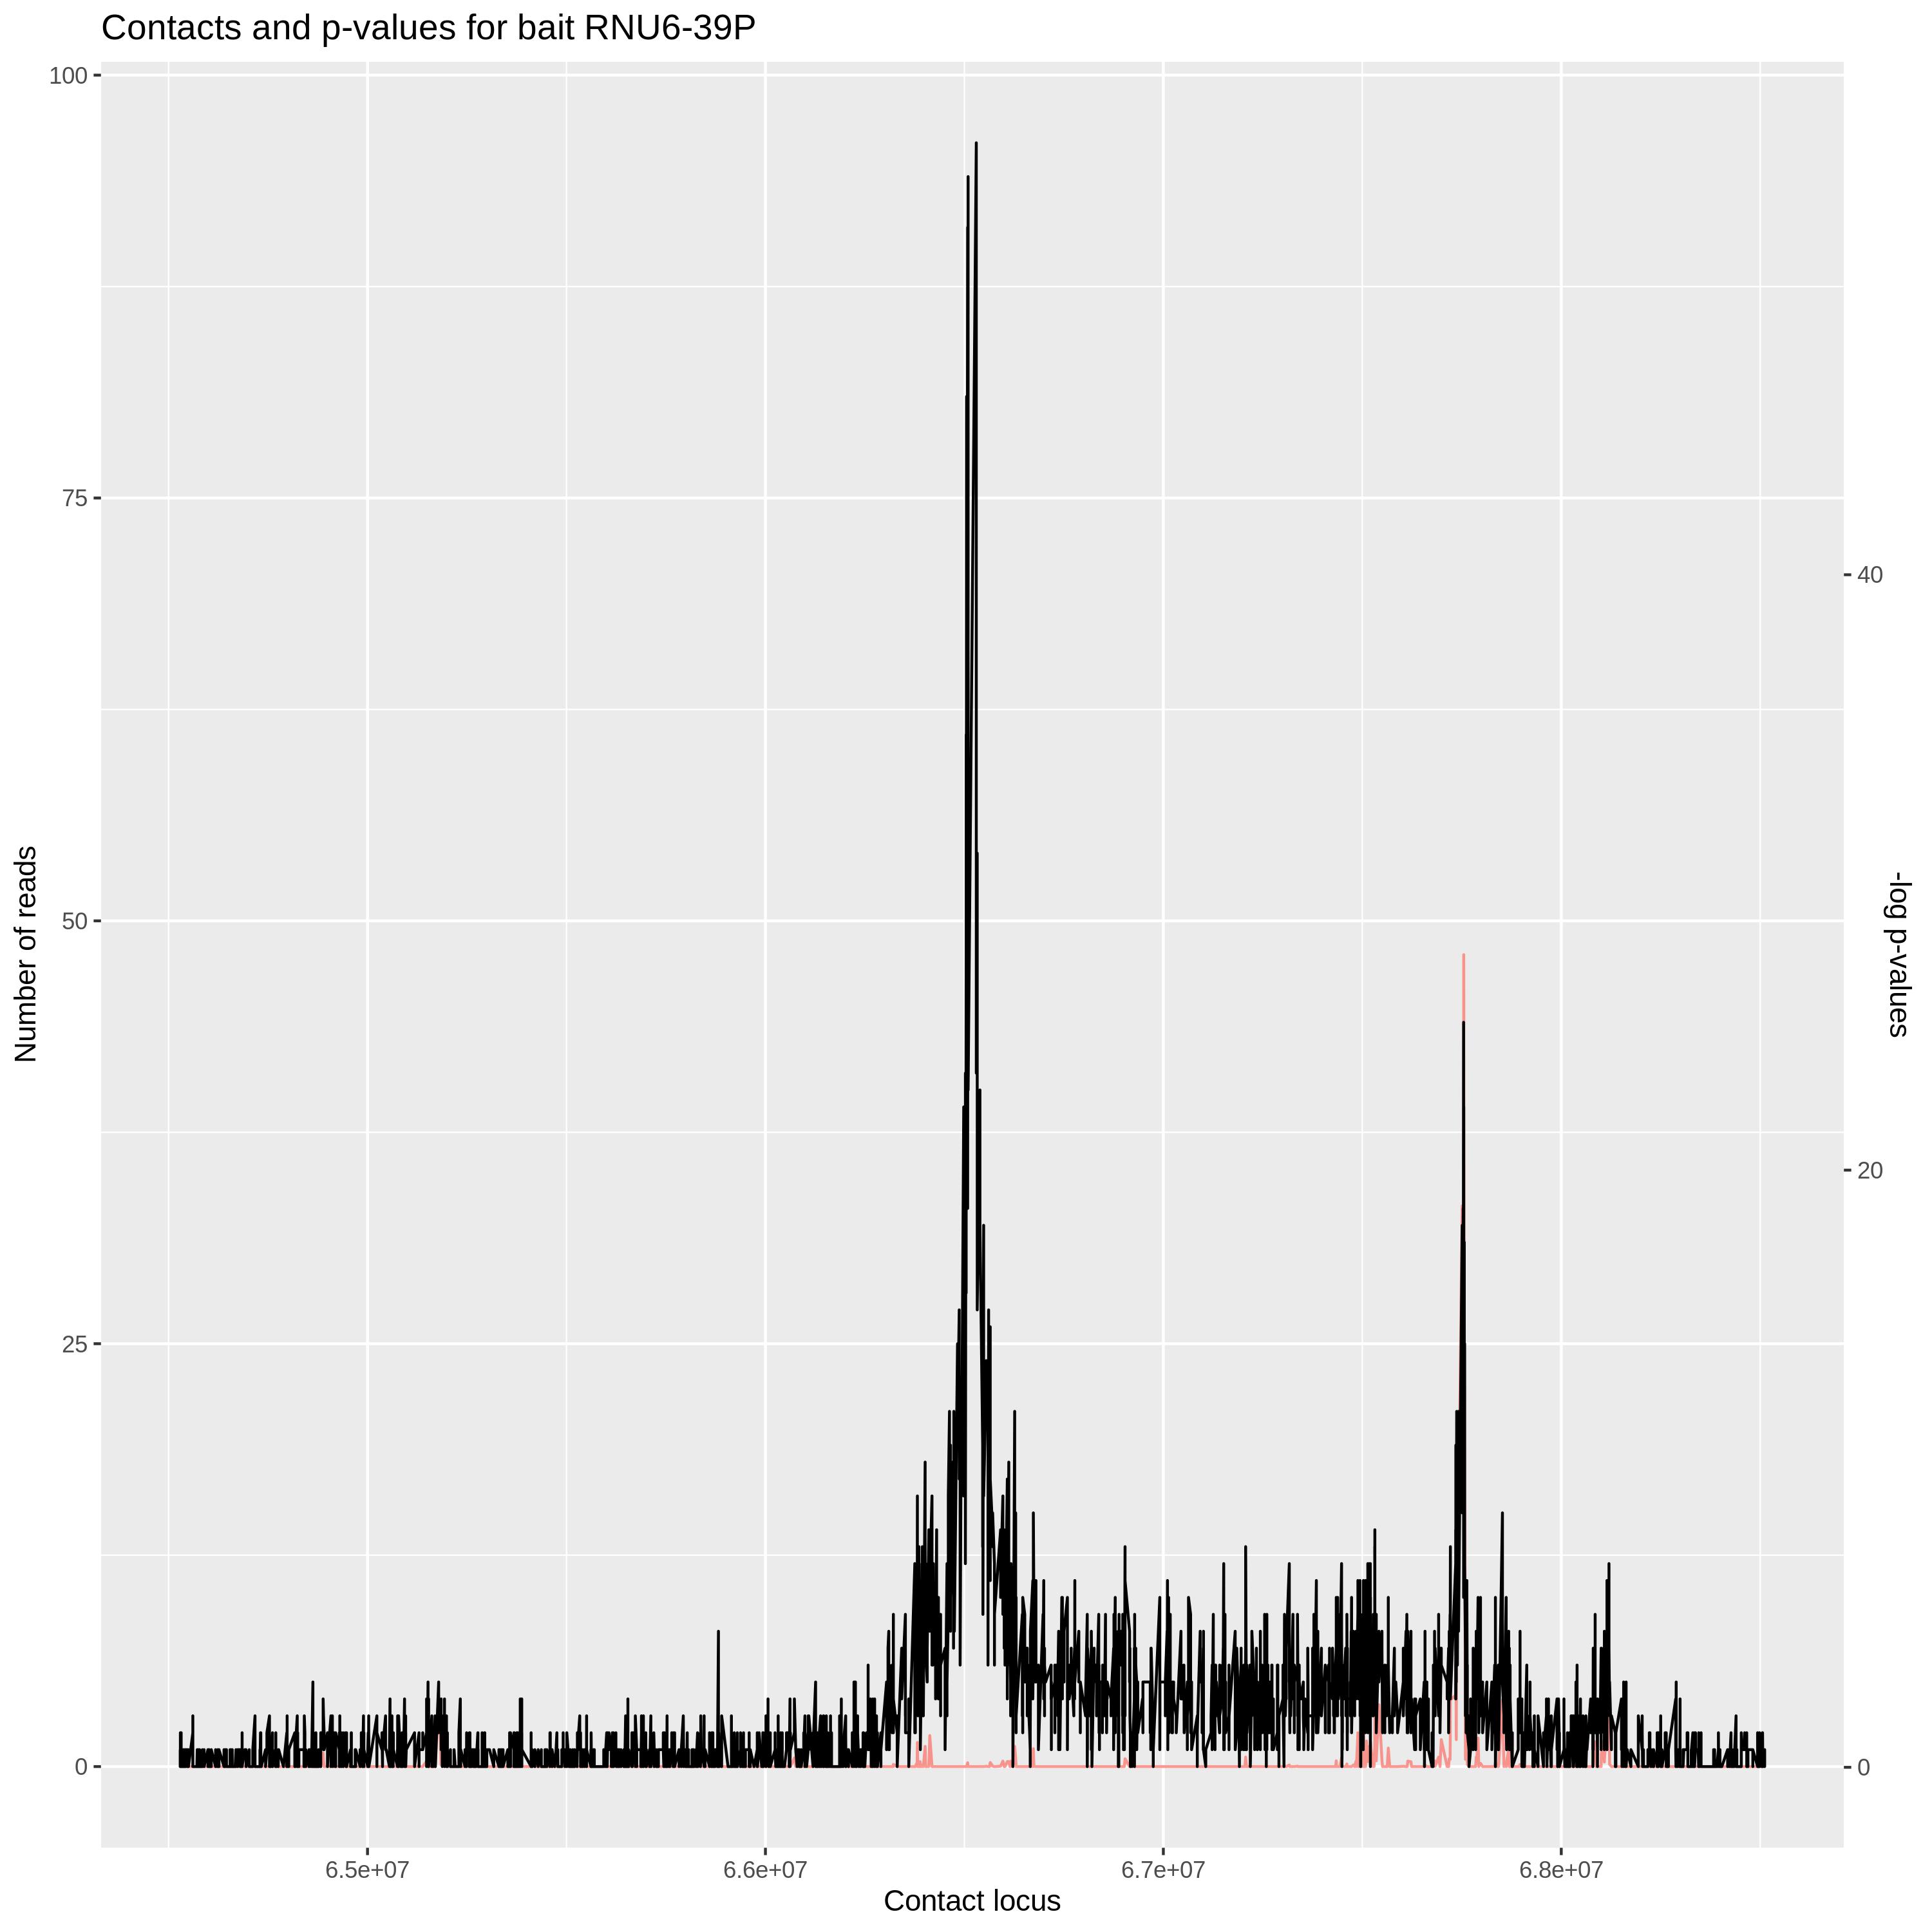 Contacts and p-values for bait RNU6-39P
100
75
50
25
0
Number of reads
40
20
0
-log p-values
6.5e+07
6.6e+07
6.7e+07
6.8e+07
Contact locus